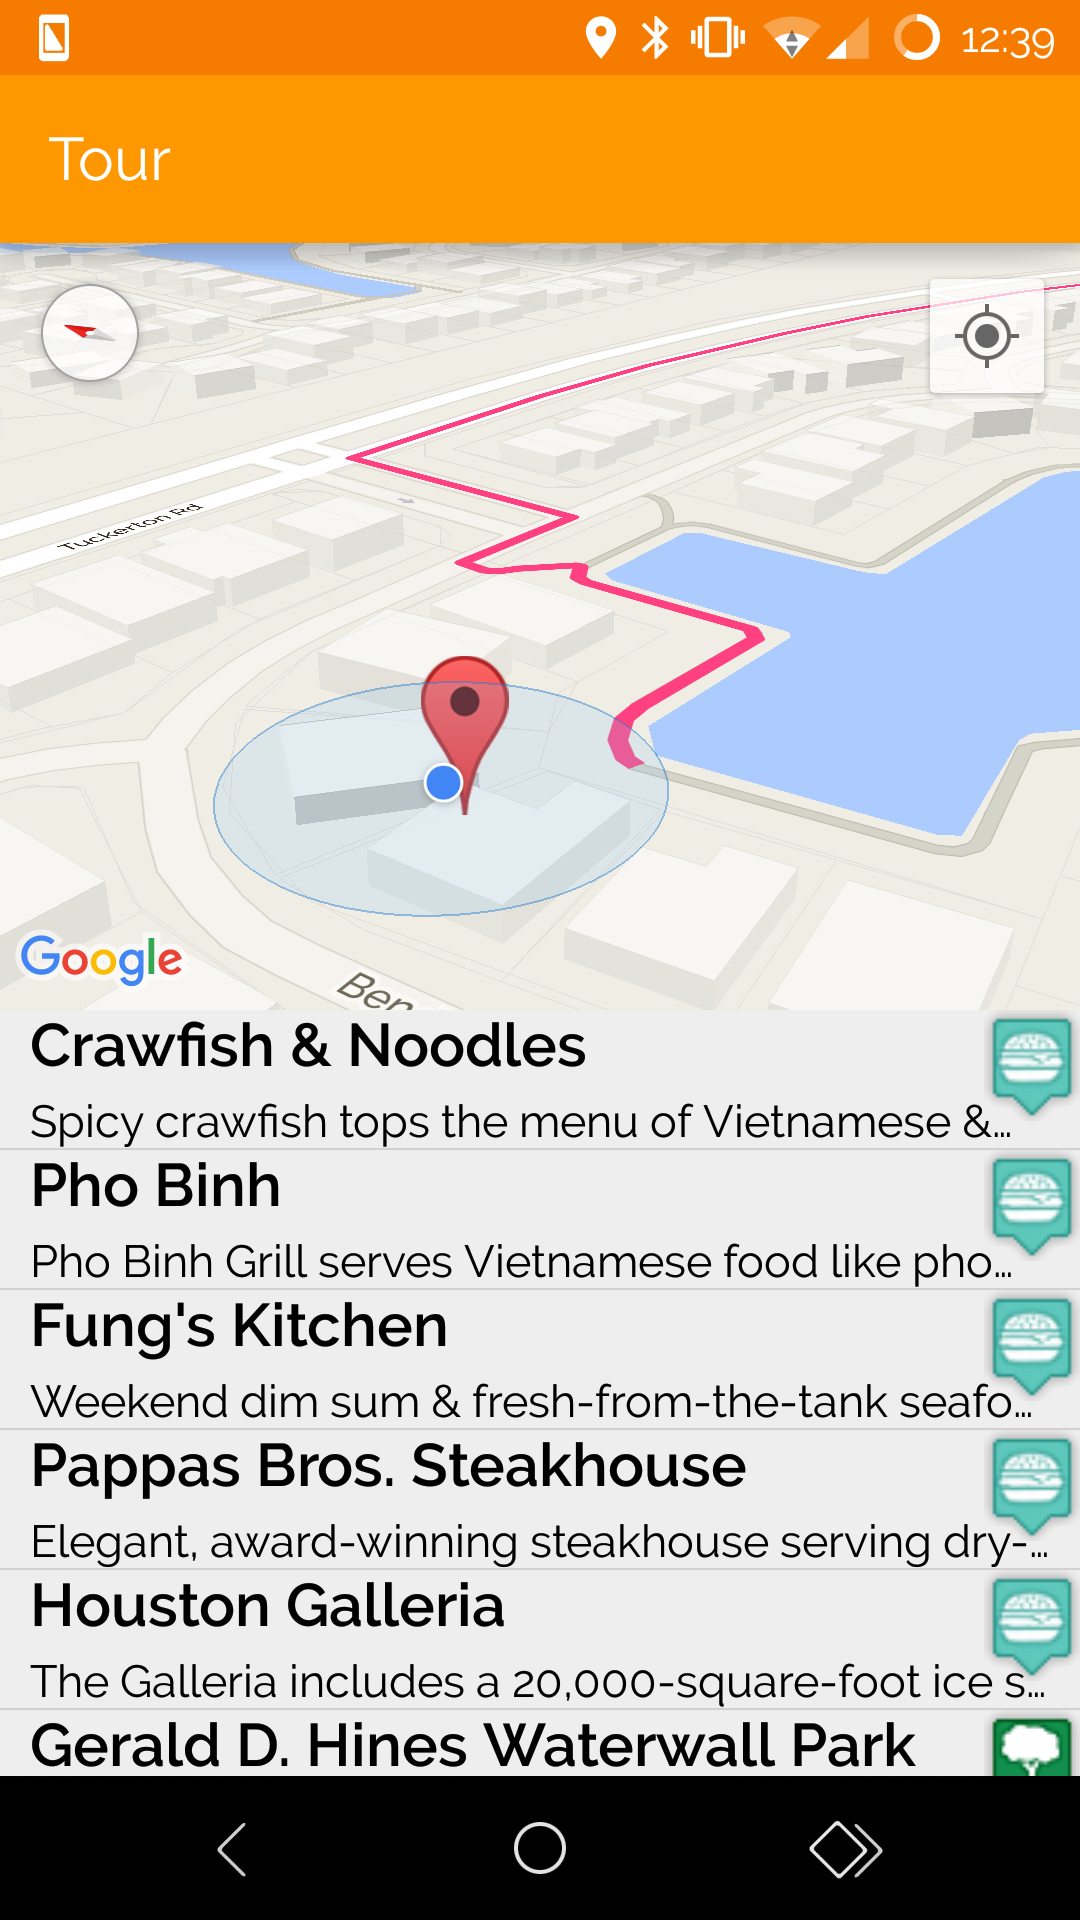 12:39
Tour
Tuckerton Rd
Google
Ben
Crawfish & Noodles
Spicy crawfish tops the menu of Vietnamese &...
Pho Binh
Pho Binh Grill serves Vietnamese food like pho...
Fung's Kitchen
Weekend dim sum & fresh-from-the-tank seafo...
Pappas Bros. Steakhouse
Elegant, award-winning steakhouse serving dry-...
Houston Galleria
The Galleria includes a 20,000-square-foot ice s...
Gerald D. Hines Waterwall Park